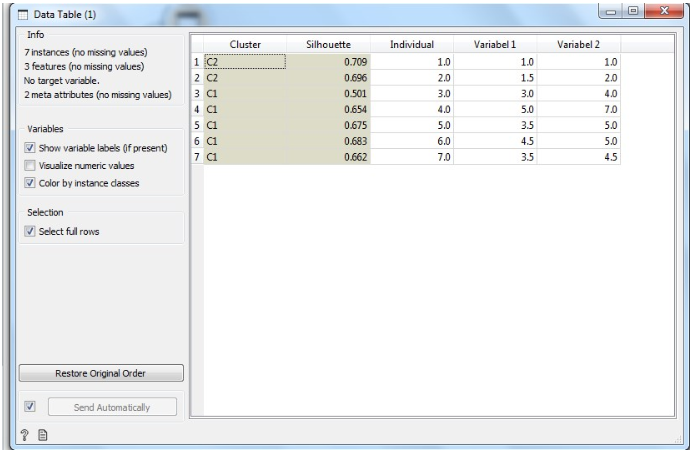 Data Table (1)
Info
7 instances (no missing values)
3 features (no missing values)
No target variable.
2 meta attributes (no missing values)
Variables
Show variable labels (if present)
Visualize numeric values
Color by instance classes
Selection
Select full rows
Restore Original Order
Send Automatically
?
Cluster Silhouette Individual Variabel 1 Variabel 2
1 C2 0.709 1.0 1.0 1.0
2 C2 0.696 2.0 1.5 2.0
3 C1 0.501 3.0 3.0 4.0
4 C1 0.654 4.0 5.0 7.0
5 C1 0.675 5.0 3.5 5.0
6 C1 0.683 6.0 4.5 5.0
7 C1 0.662 7.0 3.5 4.5